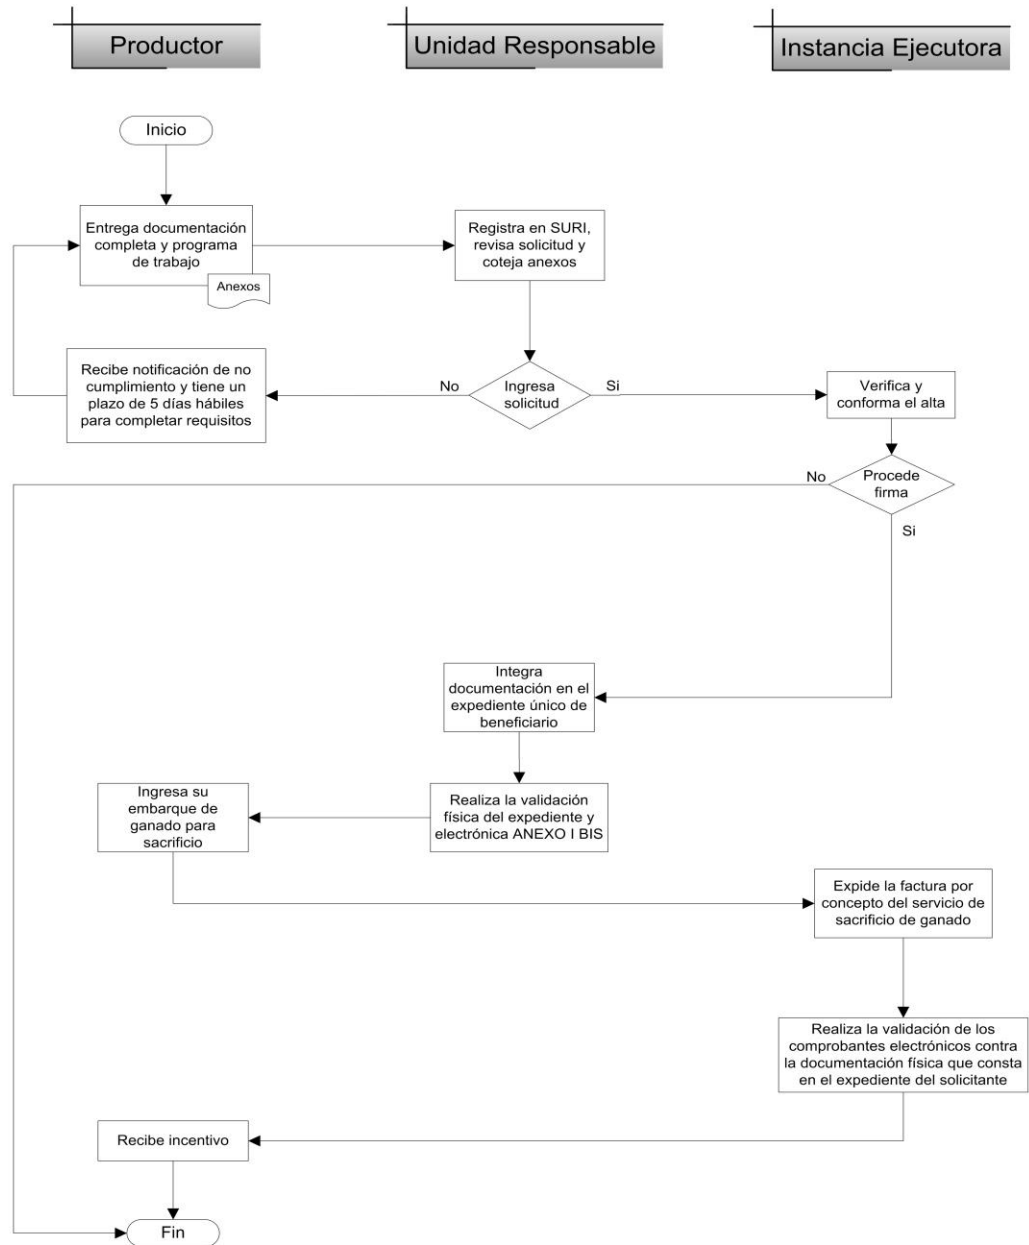 Productor
Unidad Responsable
Instancia Ejecutora
Inicio
Entrega documentación
completa y programa
de trabajo
Anexos
Registra en SURI,
revisa solicitud y
coteja anexos
Recibe notificación de no
cumplimiento y tiene un
plazo de 5 días hábiles
para completar requisitos
No
Ingresa
solicitud
Si
Verifica y
conforma el alta
No
Procede
firma
Si
Integra
documentación en el
expediente único de
beneficiario
Ingresa su
embarque de
ganado para
sacrificio
Realiza la validación
física del expediente y
electrónica ANEXO I BIS
Expide la factura por
concepto del servicio de
sacrificio de ganado
Realiza la validación de los
comprobantes electrónicos contra
la documentación física que consta
en el expediente del solicitante
Recibe incentivo
Fin